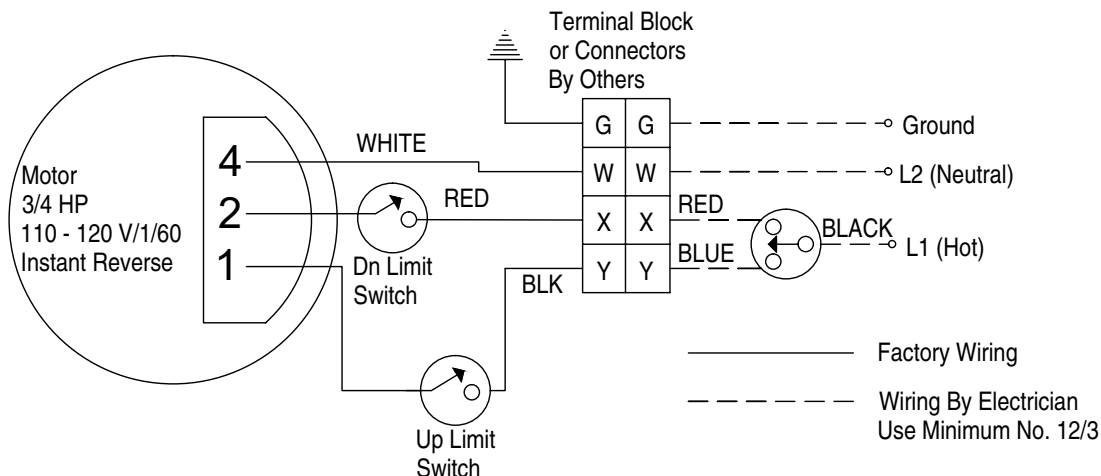 Terminal Block
or Connectors
By Others
G G
Ground
WHITE
4
W W
L2 (Neutral)
Motor
3/4 HP
110 - 120 V/1/60
Instant Reverse
2
RED
X X
RED
BLACK
L1 (Hot)
1
Dn Limit
Switch
BLK
Y Y
BLUE
Up Limit
Switch
Factory Wiring
Wiring By Electrician
Use Minimum No. 12/3